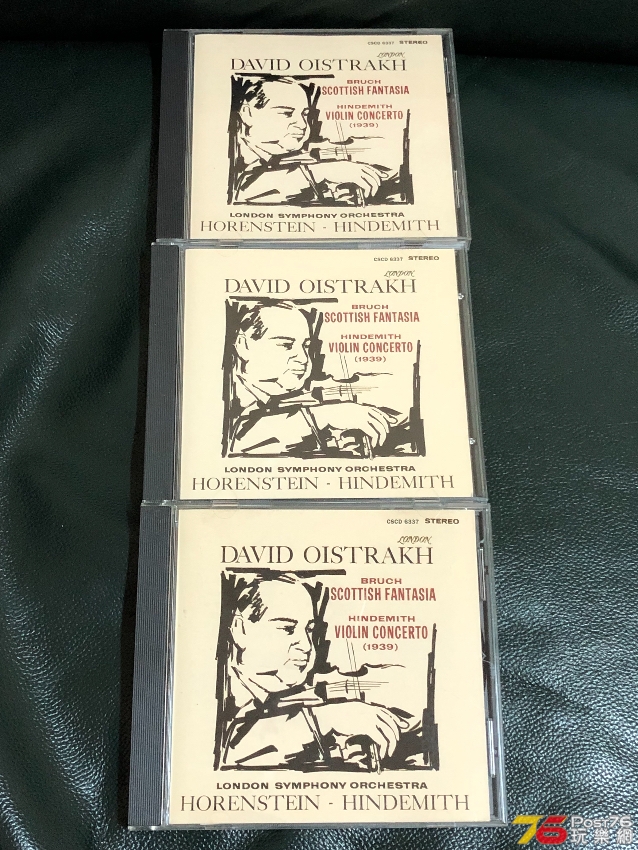 CSCD 6337 STEREO
LONDON
DAVID OISTRAKH
BRUCH
SCOTTISH FANTASIA
HINDEMITH
VIOLIN CONCERTO
(1939)
LONDON SYMPHONY ORCHESTRA
HORENSTEIN - HINDEMITH
CSCD 6337 STEREO
LONDON
DAVID OISTRAKH
BRUCH
SCOTTISH FANTASIA
HINDEMITH
VIOLIN CONCERTO
(1939)
LONDON SYMPHONY ORCHESTRA
HORENSTEIN - HINDEMITH
CSCD 6337 STEREO
LONDON
DAVID OISTRAKH
BRUCH
SCOTTISH FANTASIA
HINDEMITH
VIOLIN CONCERTO
(1939)
LONDON SYMPHONY ORCHESTRA
HORENSTEIN - HINDEMITH
76 Post76
玩樂網